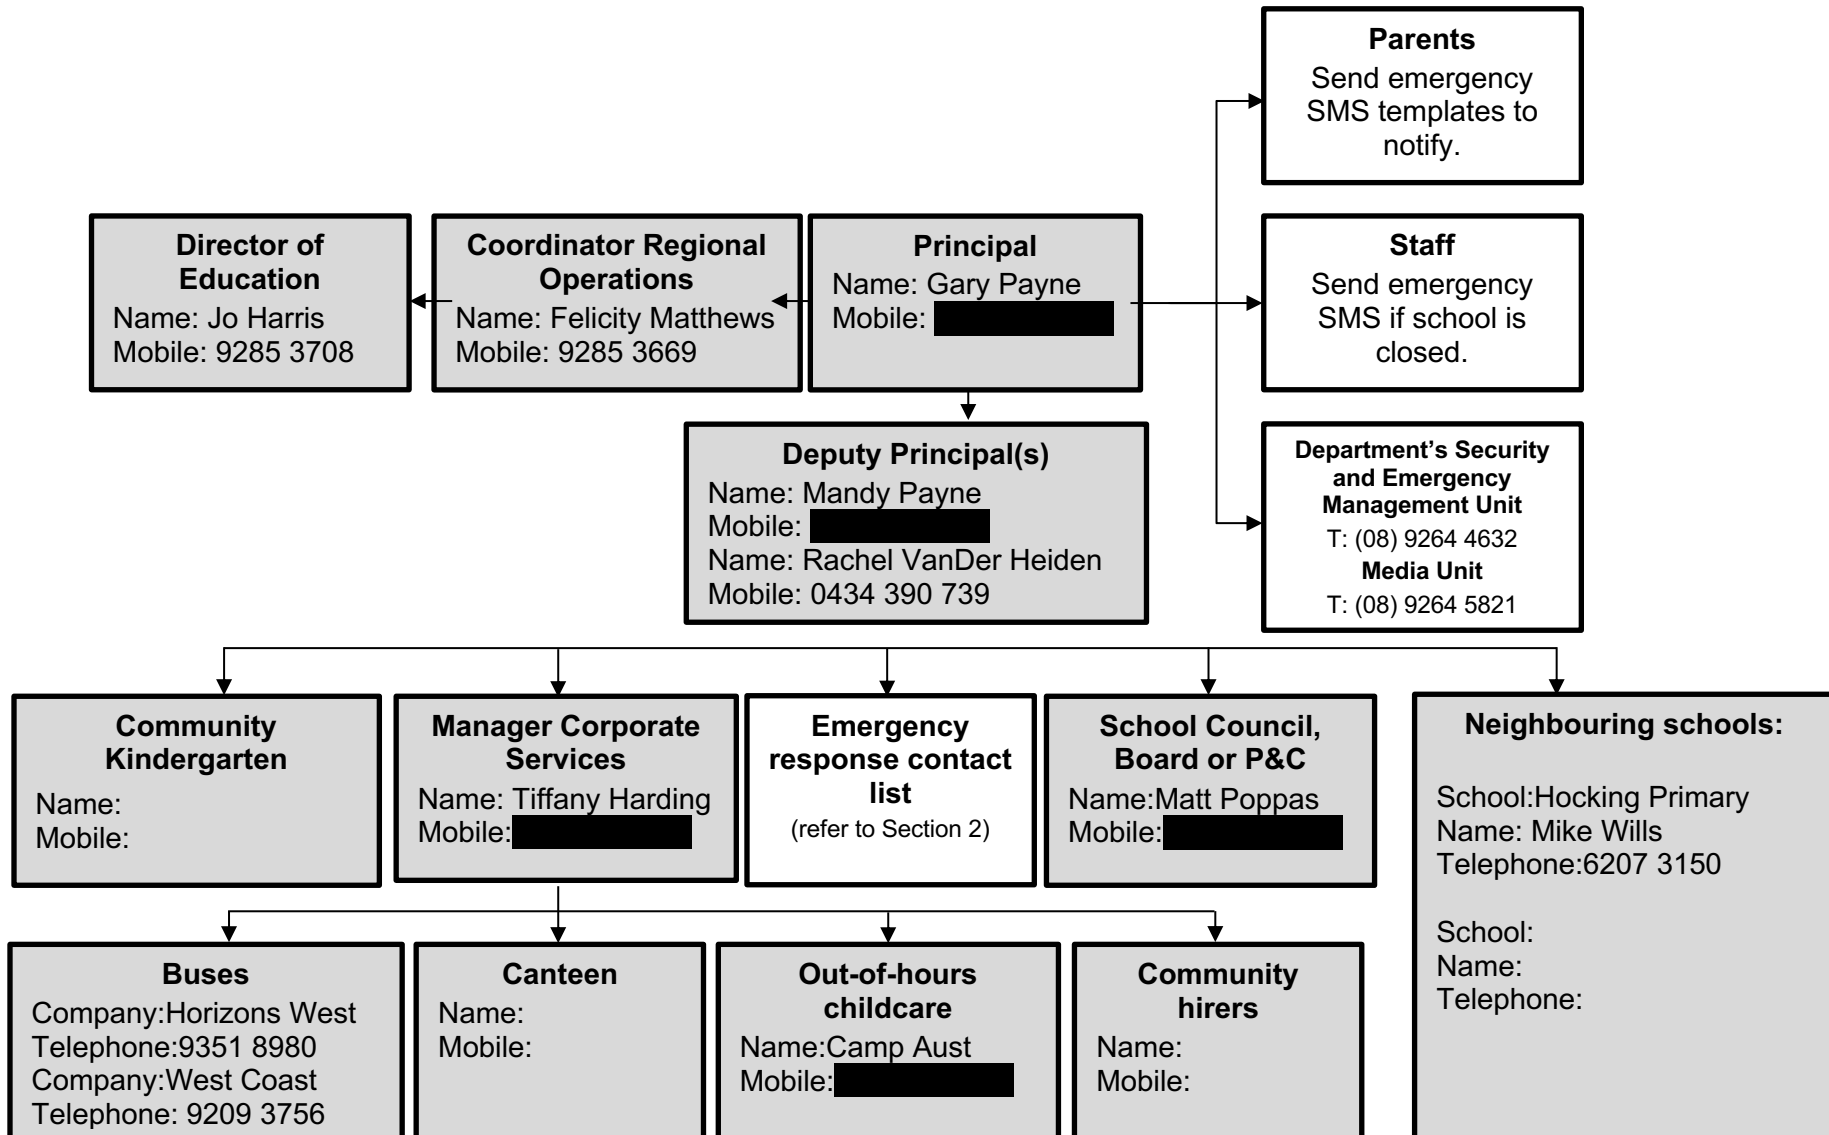 Parents
Send emergency
SMS templates to
notify.
Director of
Education
Name: Jo Harris
Mobile: 9285 3708
Coordinator Regional
Operations
Name: Felicity Matthews
Mobile: 9285 3669
Principal
Name: Gary Payne
Mobile:
Staff
Send emergency
SMS if school is
closed.
Deputy Principal(s)
Name: Mandy Payne
Mobile:
Name: Rachel VanDer Heiden
Mobile: 0434 390 739
Department’s Security
and Emergency
Management Unit
T: (08) 9264 4632
Media Unit
T: (08) 9264 5821
Community
Kindergarten
Name:
Mobile:
Manager Corporate
Services
Name: Tiffany Harding
Mobile:
Emergency
response contact
list
(refer to Section 2)
School Council,
Board or P&C
Name:Matt Poppas
Mobile:
Neighbouring schools:
School:Hocking Primary
Name: Mike Wills
Telephone:6207 3150
School:
Name:
Telephone:
Buses
Company:Horizons West
Telephone:9351 8980
Company:West Coast
Telephone: 9209 3756
Canteen
Name:
Mobile:
Out-of-hours
childcare
Name:Camp Aust
Mobile:
Community
hirers
Name:
Mobile: